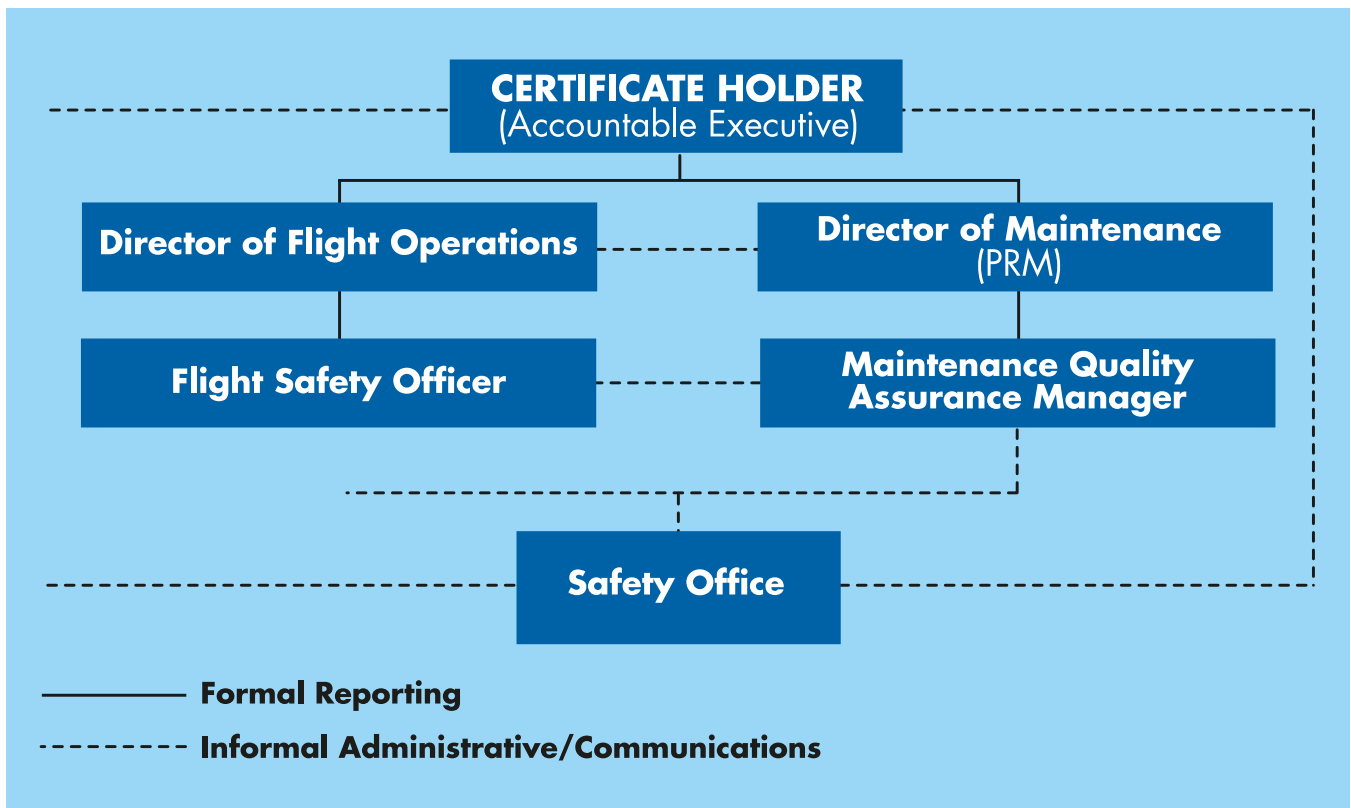 CERTIFICATE HOLDER
(Accountable Executive)
Director of Flight Operations
Director of Maintenance
(PRM)
Flight Safety Officer
Maintenance Quality
Assurance Manager
Safety Office
Formal Reporting
Informal Administrative/Communications